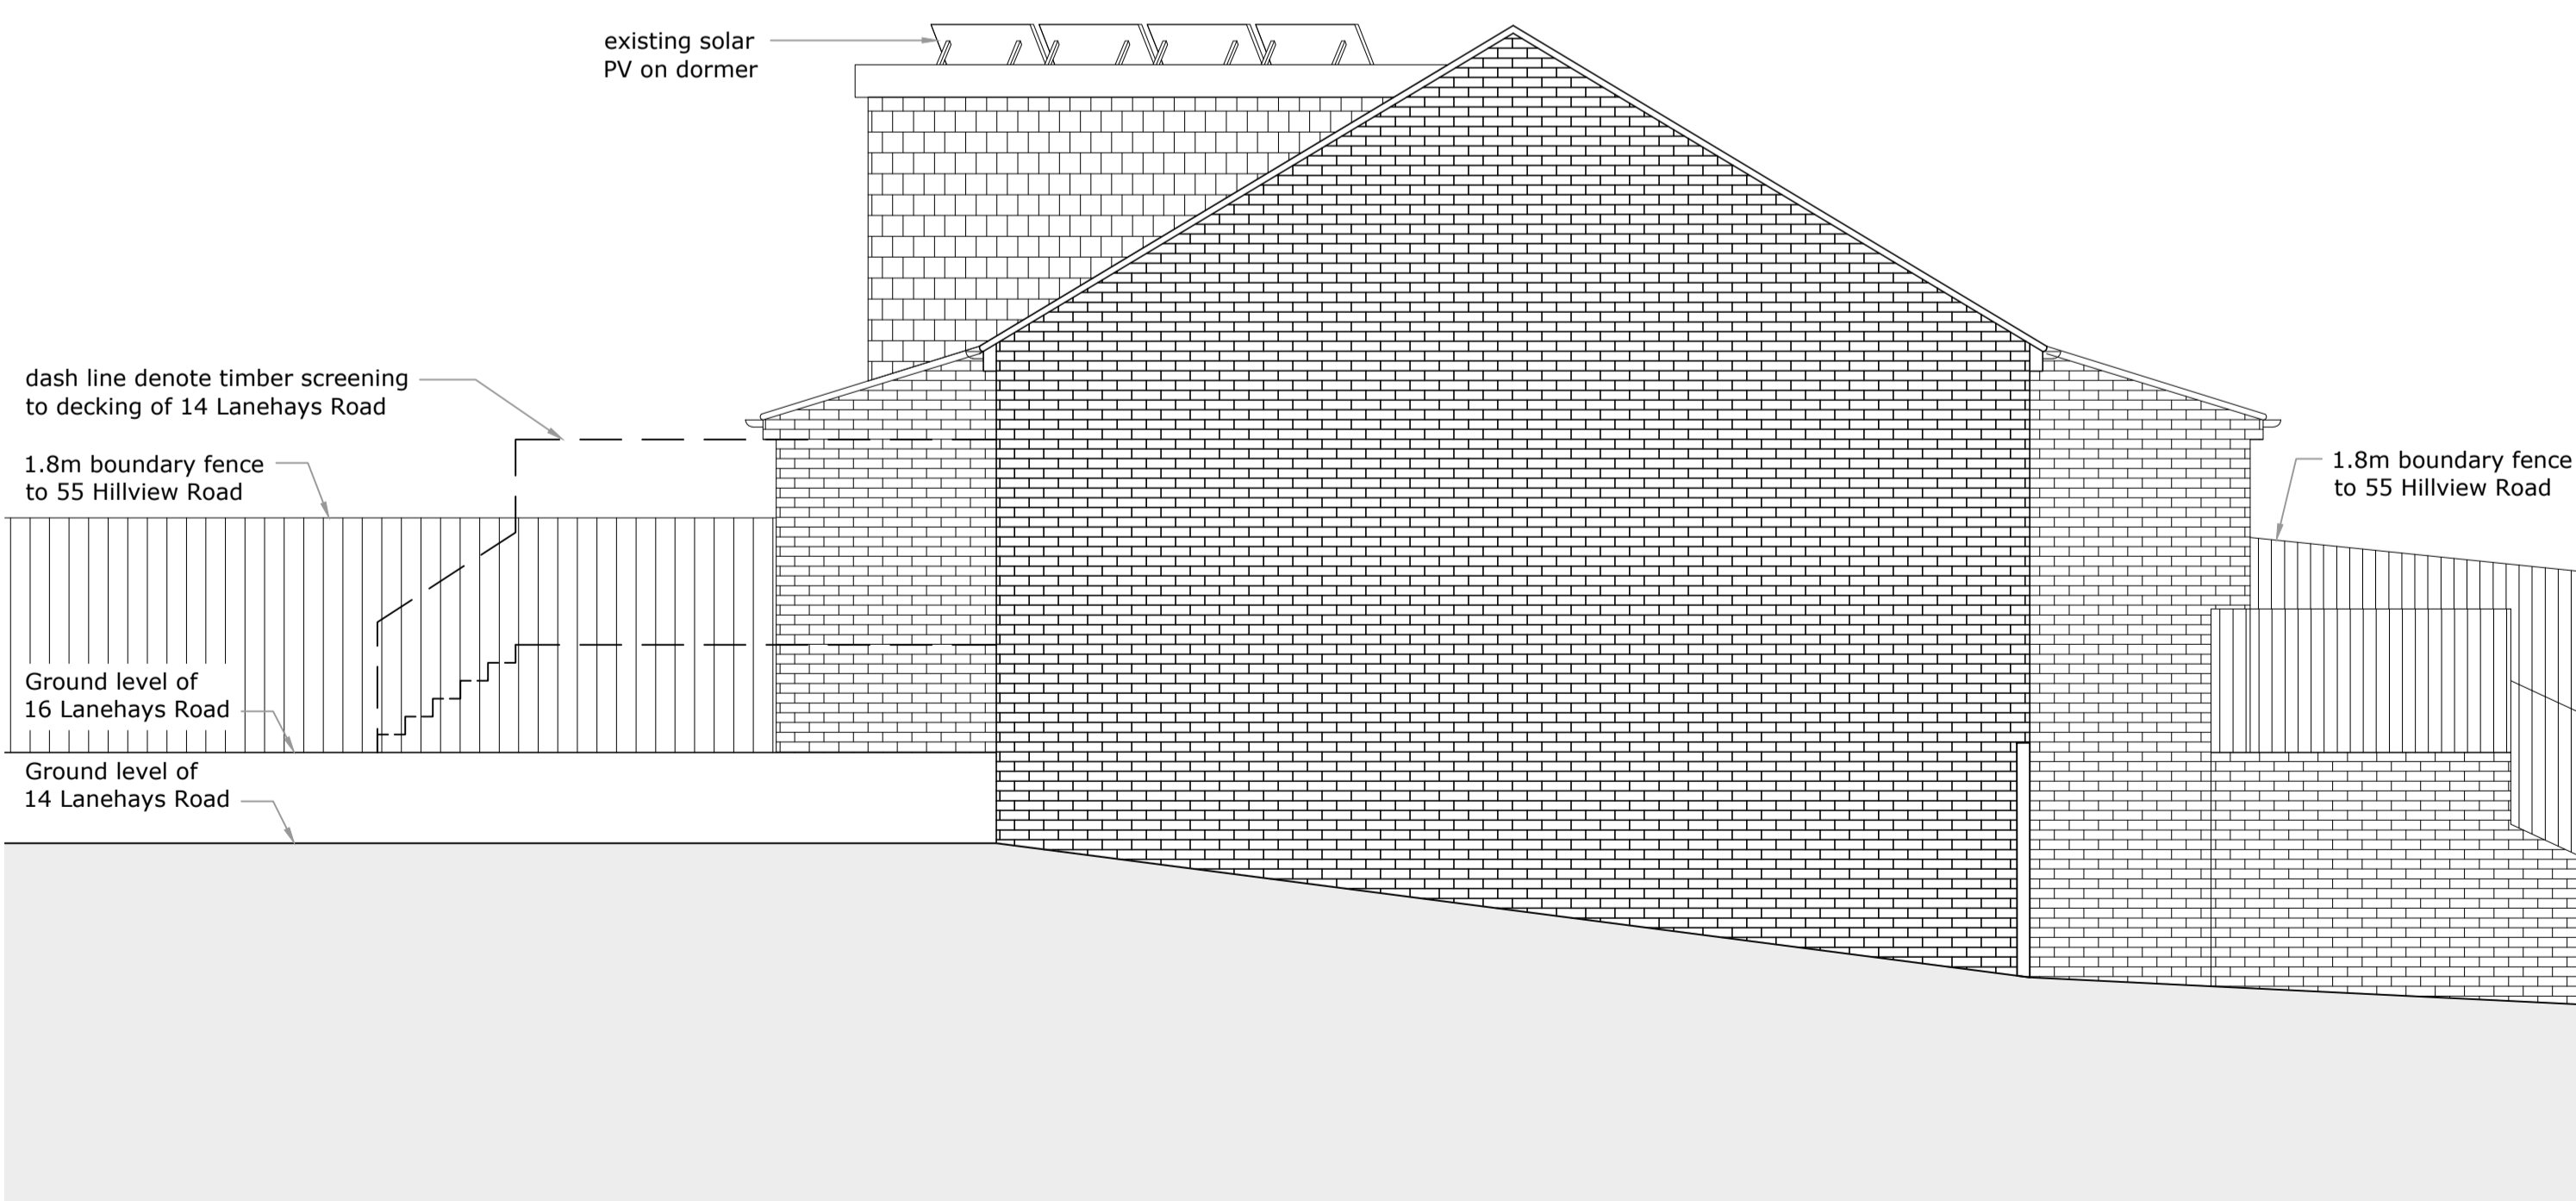 existing solar
PV on dormer
dash line denote timber screening
to decking of 14 Lanehays Road
1.8m boundary fence
to 55 Hillview Road
1.8m boundary fence
to 55 Hillview Road
Ground level of
16 Lanehays Road
Ground level of
14 Lanehays Road